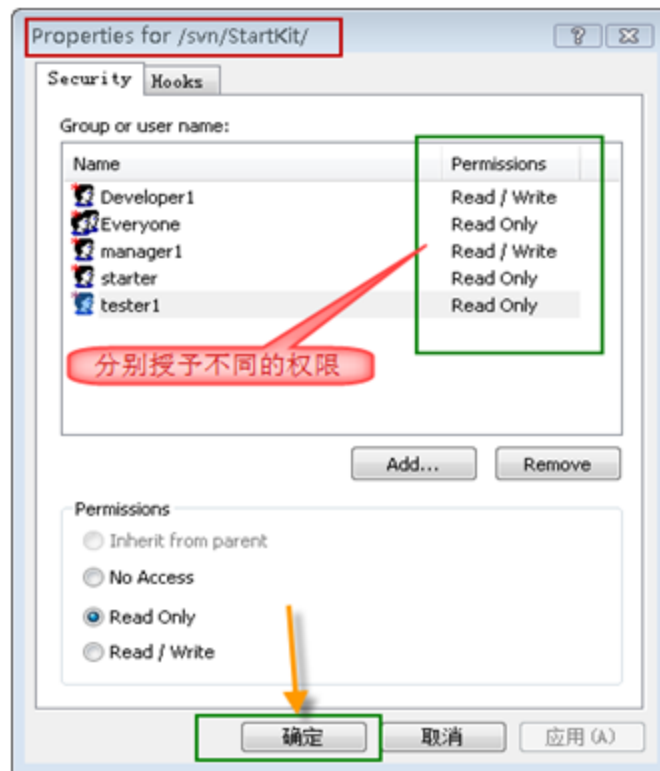 Properties for /svn/StartKit/
Security Hooks
Group or user name:
Name Permissions
Developer1 Read / Write
Everyone Read Only
manager1 Read / Write
starter Read Only
tester1 Read Only
分别授予不同的权限
Add... Remove
Permissions
Inherit from parent
No Access
Read Only
Read / Write
确定 取消 应用(A)